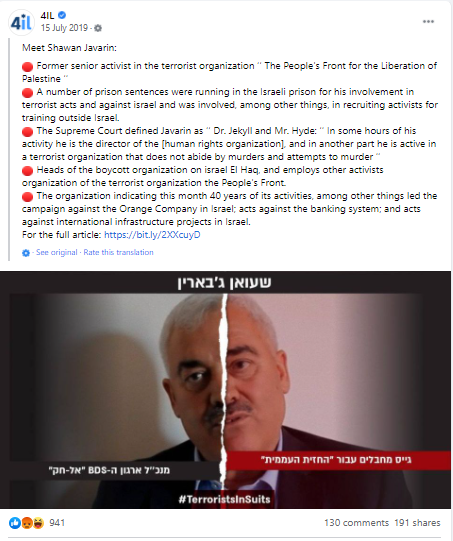 4IL
15 July 2019 ·
Meet Shawan Javarin:
🔴 Former senior activist in the terrorist organization " The People's Front for the Liberation of
Palestine "
🔴 A number of prison sentences were running in the Israeli prison for his involvement in
terrorist acts and against israel and was involved, among other things, in recruiting activists for
training outside Israel.
🔴 The Supreme Court defined Javarin as " Dr. Jekyll and Mr. Hyde: " In some hours of his
activity he is the director of the [human rights organization], and in another part he is active in
a terrorist organization that does not abide by murders and attempts to murder "
🔴 Heads of the boycott organization on israel El Haq, and employs other activists
organization of the terrorist organization the People's Front.
🔴 The organization indicating this month 40 years of its activities, among other things led the
campaign against the Orange Company in Israel; acts against the banking system; and acts
against international infrastructure projects in Israel.
For the full article: https://bit.ly/2XXcuyD
· See original · Rate this translation
שעוואן ג'בארין
גייס מחבלים עבור "החזית העממית"
מנכ"ל ארגון ה-BDS "אל-חק"
#TerroristsInSuits
941
130 comments 191 shares